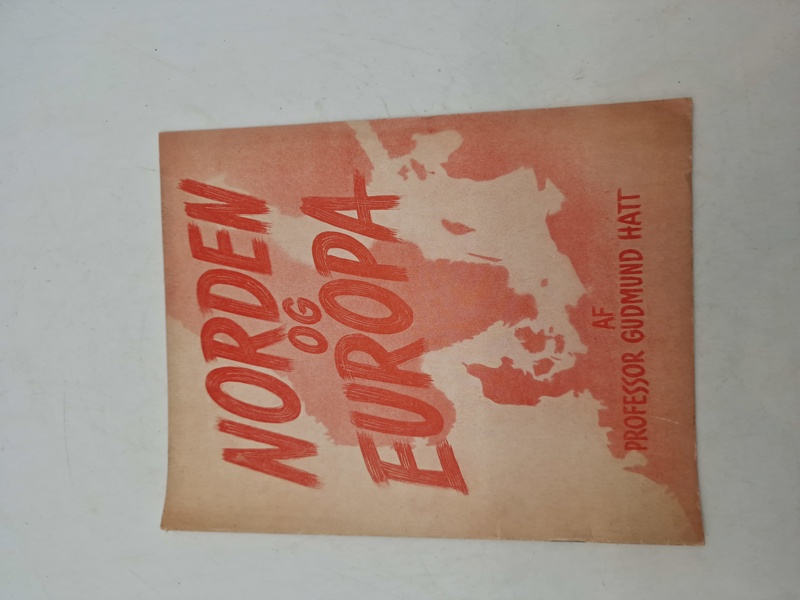 NORDEN
OG
EUROPA
AF
PROFESSOR GUDMUND HATT